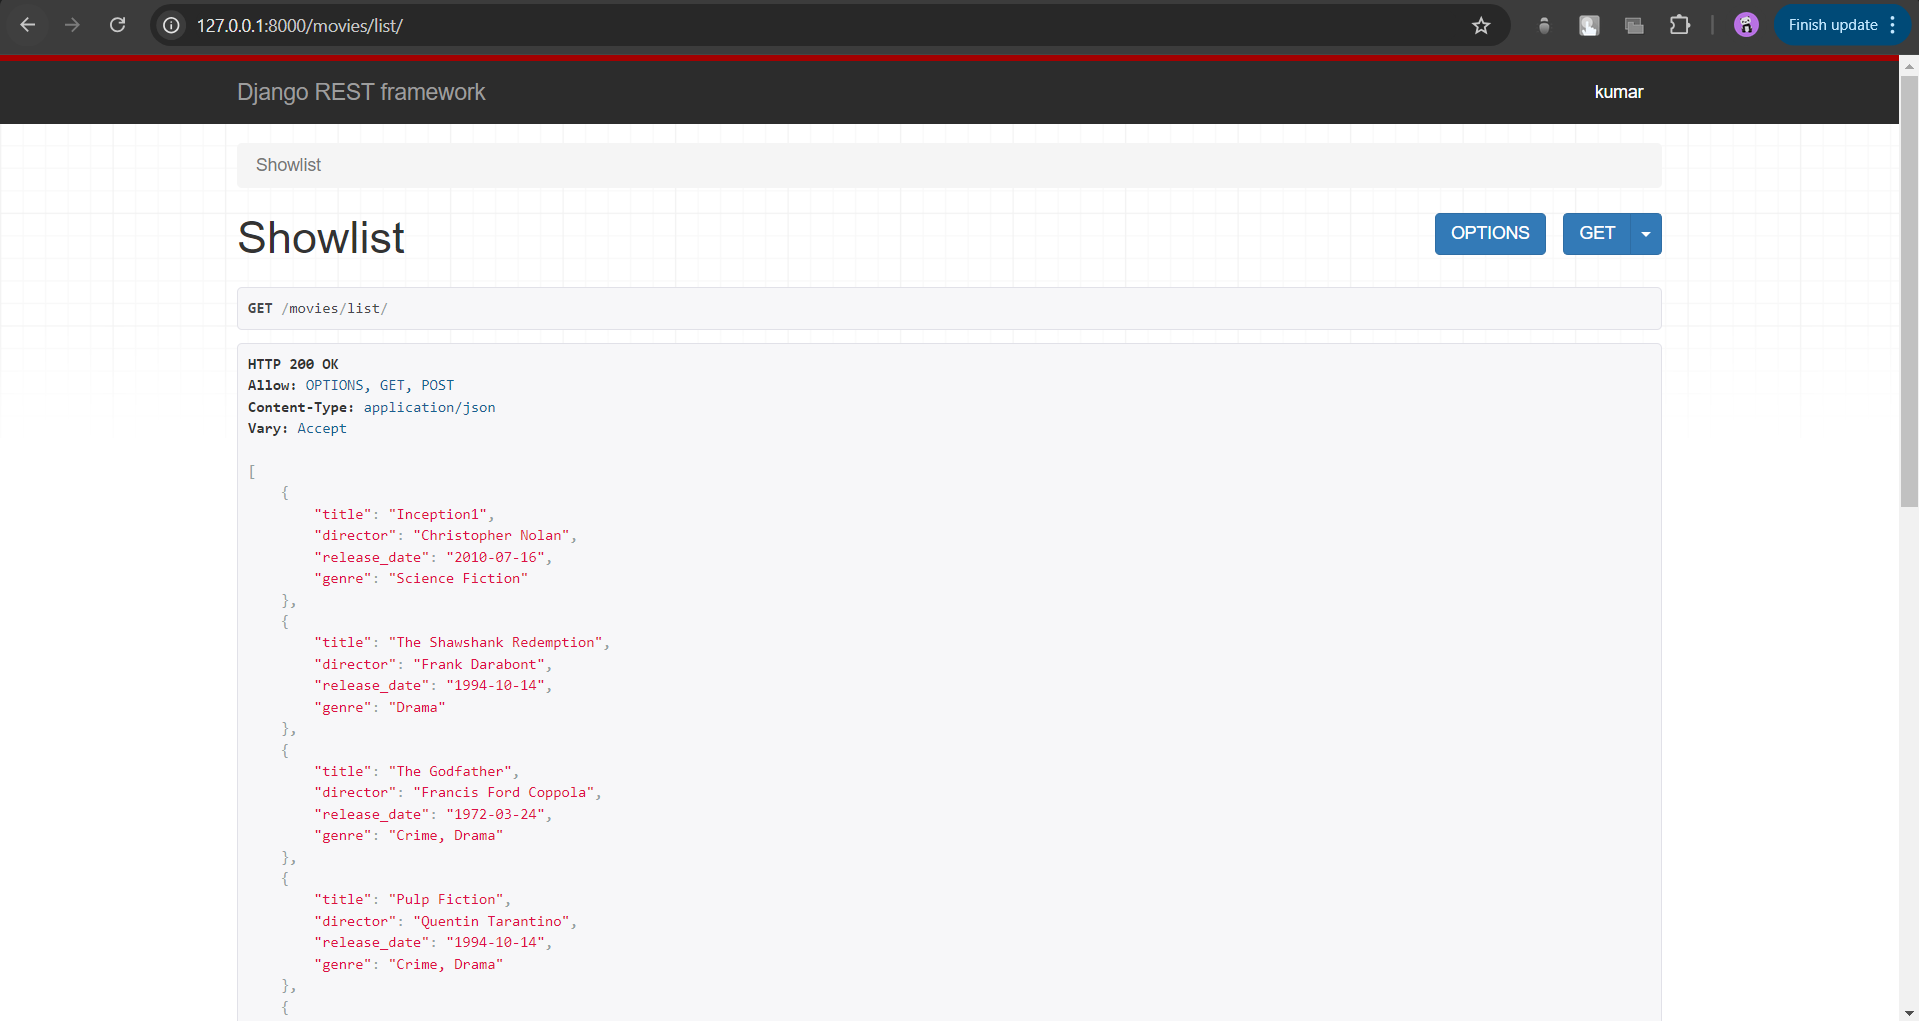 127.0.0.1:8000/movies/list/
Finish update
Django REST framework
kumar
Showlist
Showlist
OPTIONS
GET
GET /movies/list/
HTTP 200 OK
Allow: OPTIONS, GET, POST
Content-Type: application/json
Vary: Accept
[
    {
        "title": "Inception1",
        "director": "Christopher Nolan",
        "release_date": "2010-07-16",
        "genre": "Science Fiction"
    },
    {
        "title": "The Shawshank Redemption",
        "director": "Frank Darabont",
        "release_date": "1994-10-14",
        "genre": "Drama"
    },
    {
        "title": "The Godfather",
        "director": "Francis Ford Coppola",
        "release_date": "1972-03-24",
        "genre": "Crime, Drama"
    },
    {
        "title": "Pulp Fiction",
        "director": "Quentin Tarantino",
        "release_date": "1994-10-14",
        "genre": "Crime, Drama"
    },
    {